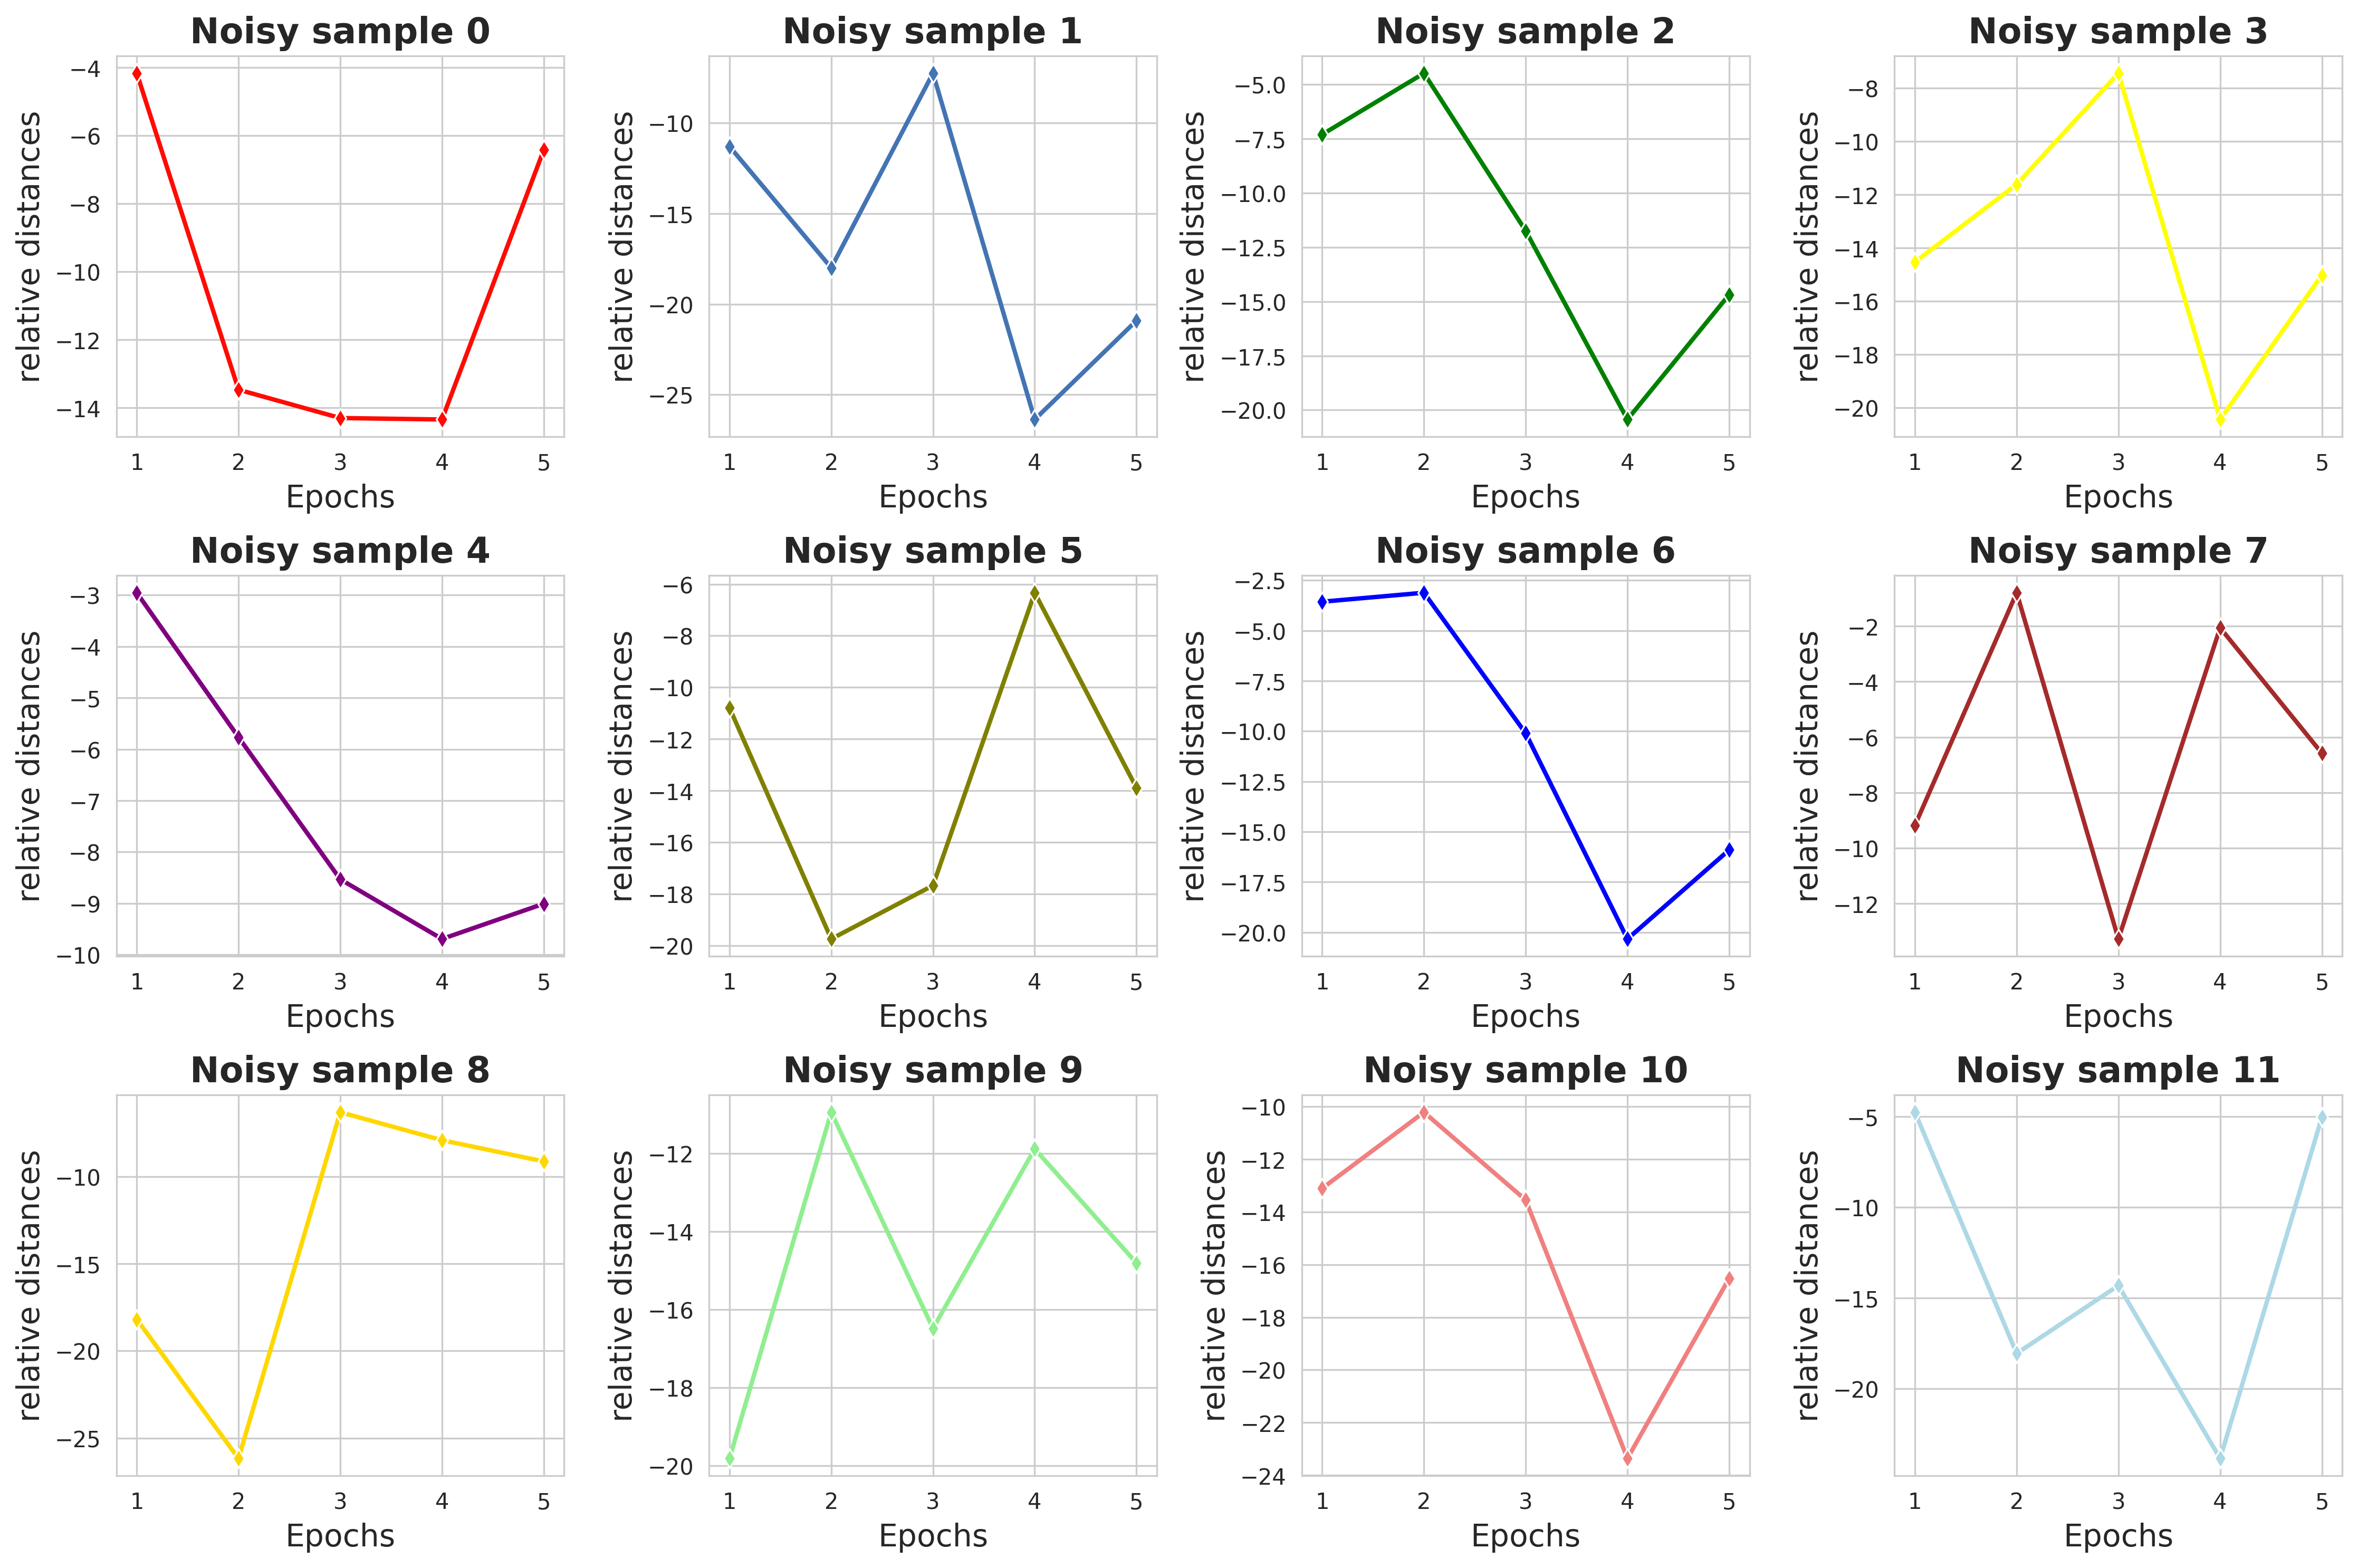 Noisy sample 0
−4
−6
−8
−10
−12
−14
relative distances
1 2 3 4 5
Epochs
Noisy sample 1
−10
−15
−20
−25
relative distances
1 2 3 4 5
Epochs
Noisy sample 2
−5.0
−7.5
−10.0
−12.5
−15.0
−17.5
−20.0
relative distances
1 2 3 4 5
Epochs
Noisy sample 3
−8
−10
−12
−14
−16
−18
−20
relative distances
1 2 3 4 5
Epochs
Noisy sample 4
−3
−4
−5
−6
−7
−8
−9
−10
relative distances
1 2 3 4 5
Epochs
Noisy sample 5
−6
−8
−10
−12
−14
−16
−18
−20
relative distances
1 2 3 4 5
Epochs
Noisy sample 6
−2.5
−5.0
−7.5
−10.0
−12.5
−15.0
−17.5
−20.0
relative distances
1 2 3 4 5
Epochs
Noisy sample 7
−2
−4
−6
−8
−10
−12
relative distances
1 2 3 4 5
Epochs
Noisy sample 8
−10
−15
−20
−25
relative distances
1 2 3 4 5
Epochs
Noisy sample 9
−12
−14
−16
−18
−20
relative distances
1 2 3 4 5
Epochs
Noisy sample 10
−10
−12
−14
−16
−18
−20
−22
−24
relative distances
1 2 3 4 5
Epochs
Noisy sample 11
−5
−10
−15
−20
relative distances
1 2 3 4 5
Epochs